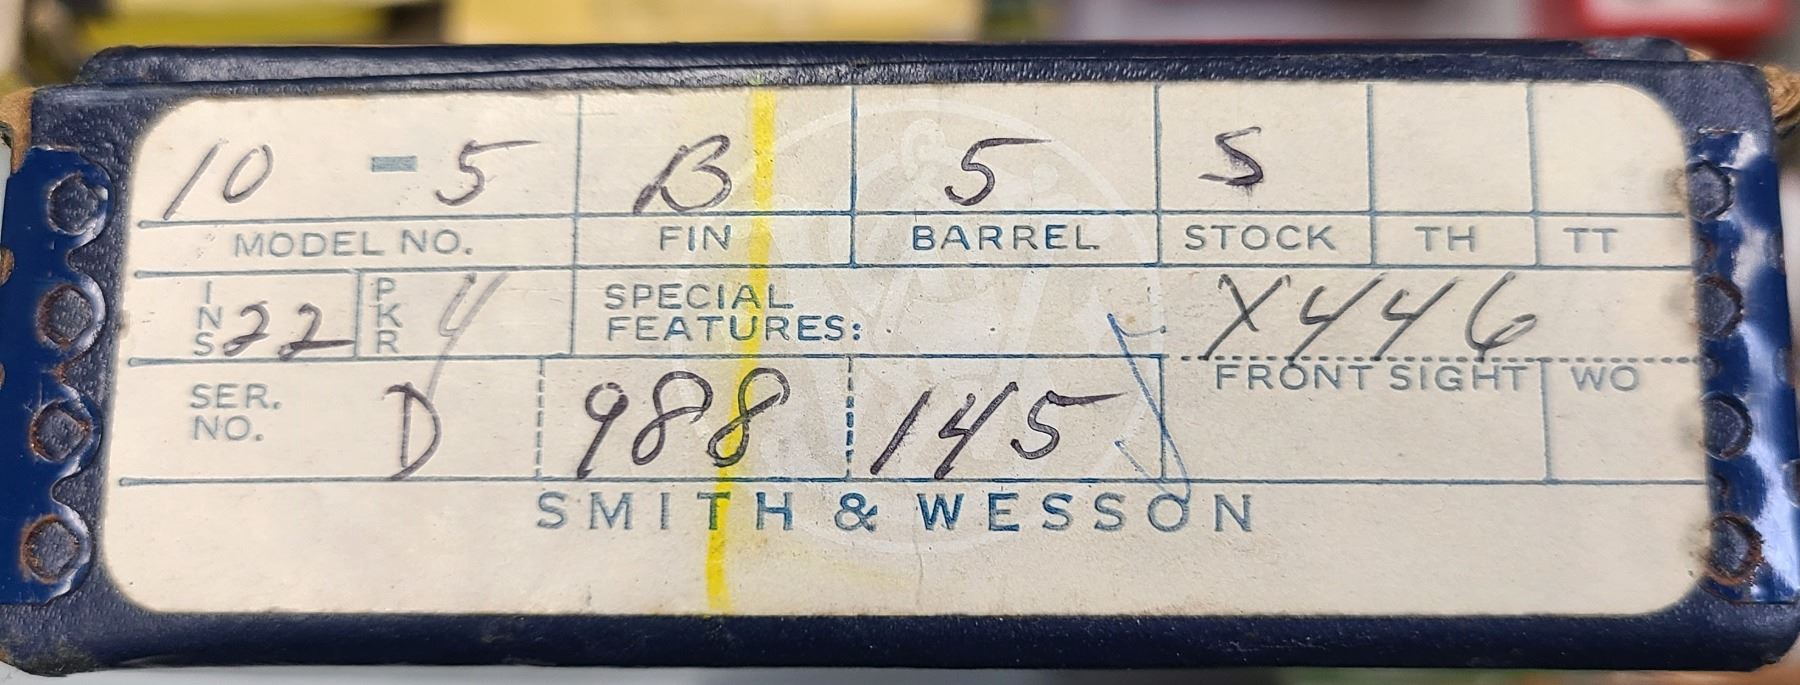 10 - 5 B 5 S
MODEL NO. FIN BARREL STOCK TH TT
INS 22 PKR 4 SPECIAL FEATURES: X446
SER. NO. D 988 145 FRONT SIGHT WO
SMITH & WESSON